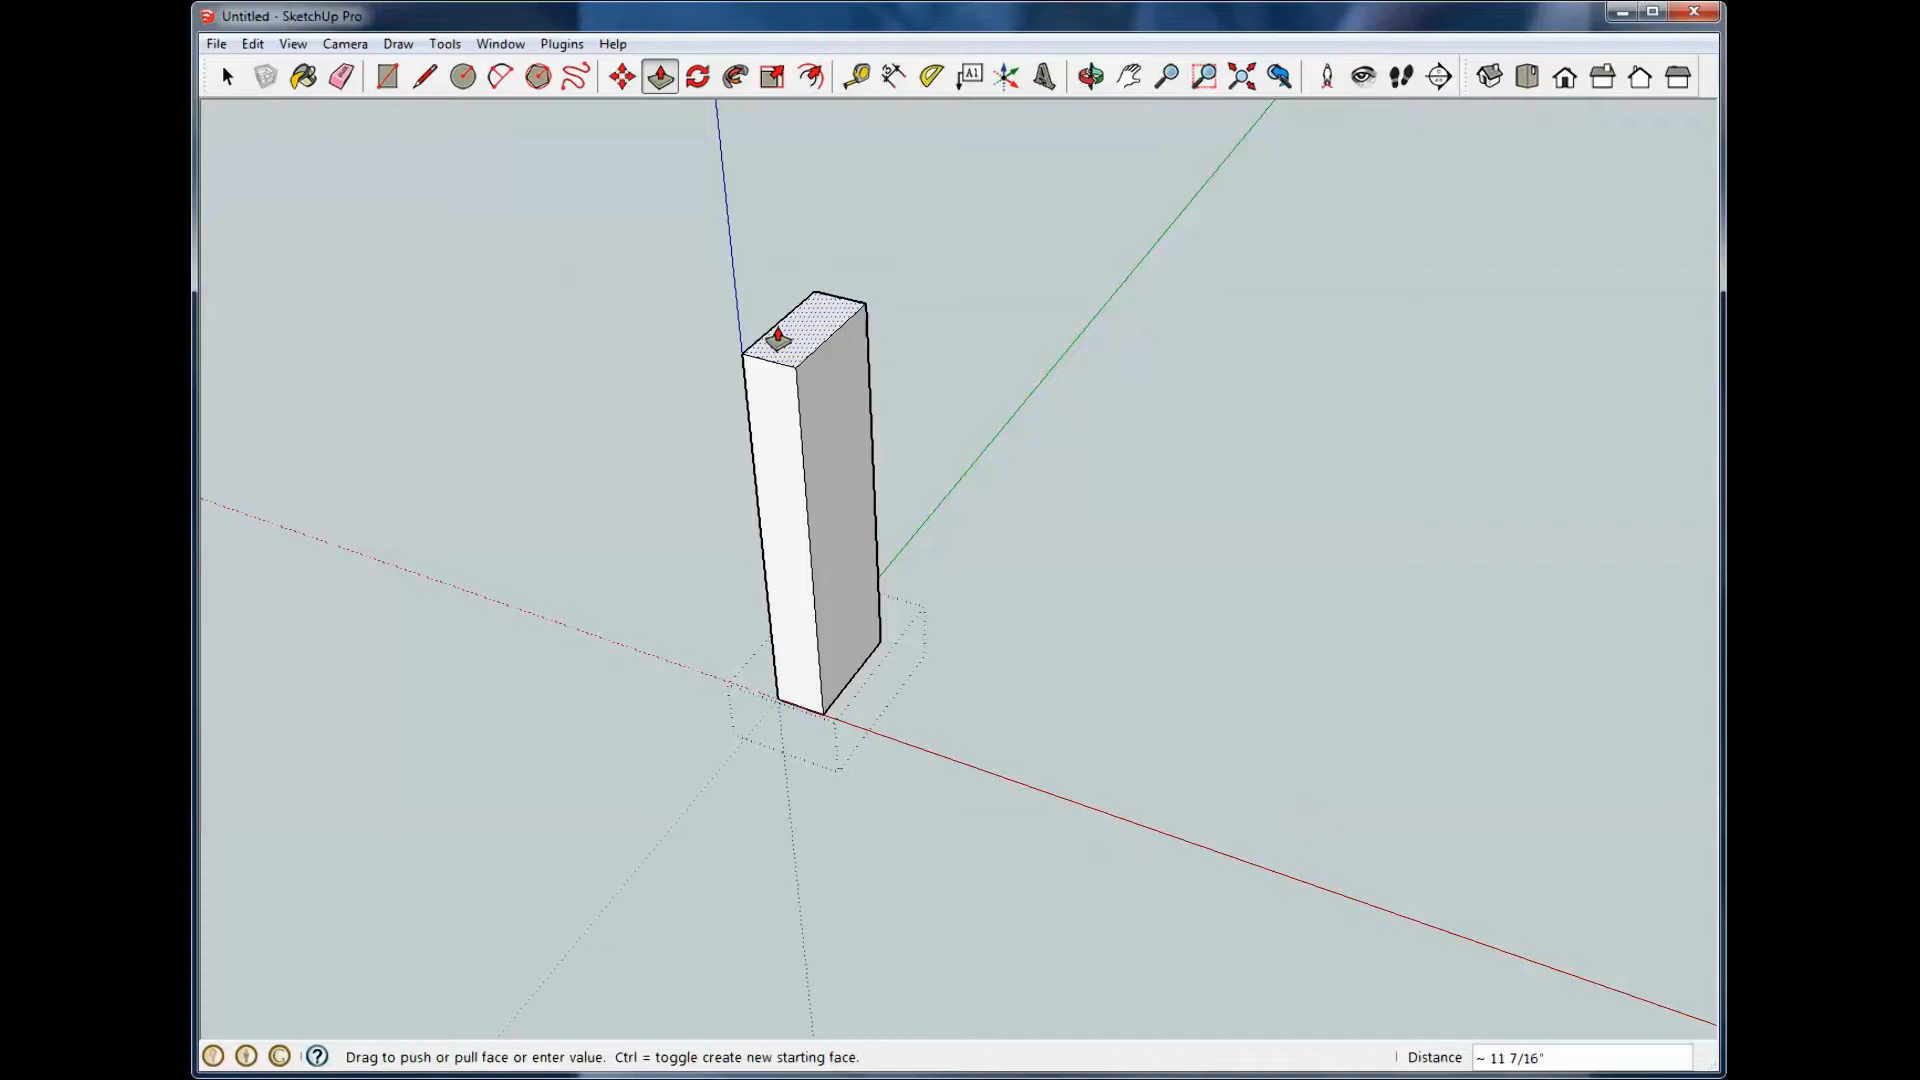 Untitled - SketchUp Pro
File Edit View Camera Draw Tools Window Plugins Help
A1
Drag to push or pull face or enter value. Ctrl = toggle create new starting face.
Distance ~ 11 7/16"